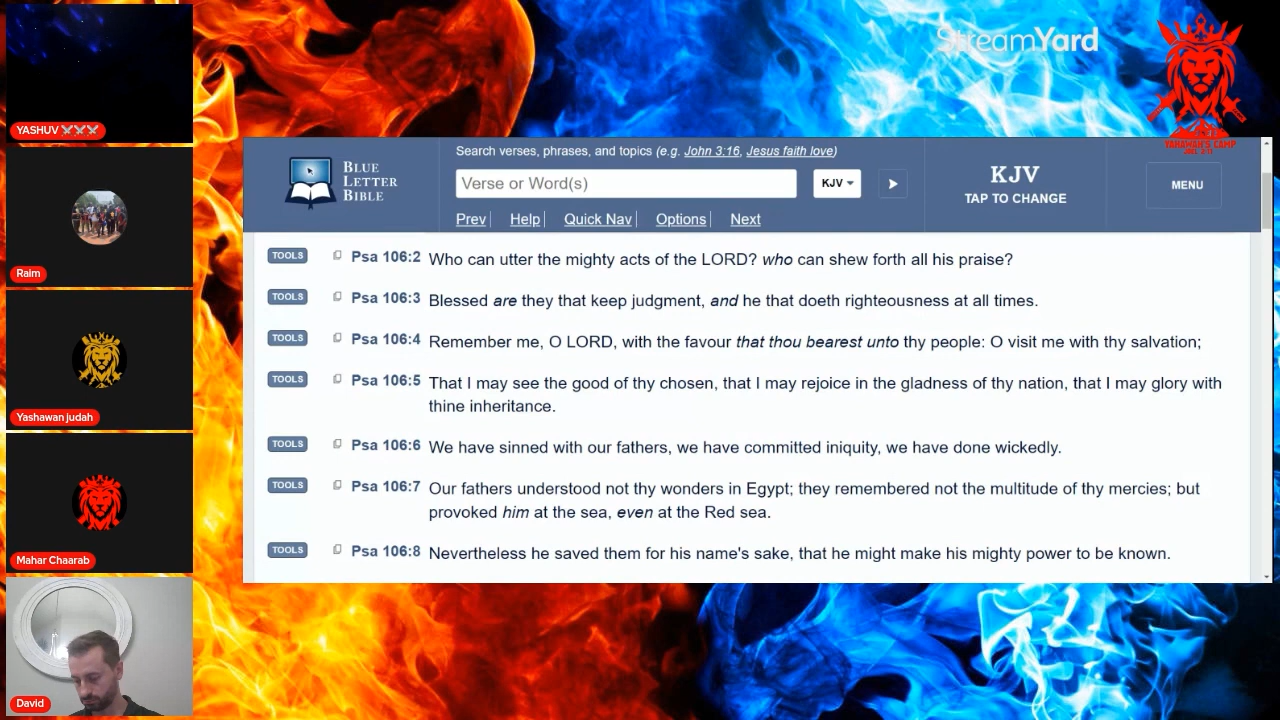 YASHUV ⚔⚔⚔
Raim
Yashawan judah
Mahar Chaarab
David
StreamYard
YAHAWAH'S CAMP
BLUE
LETTER
BIBLE
Search verses, phrases, and topics (e.g. John 3:16, Jesus faith love)
Verse or Word(s)
KJV
Prev
Help
Quick Nav
Options
Next
KJV
TAP TO CHANGE
MENU
TOOLS Psa 106:2 Who can utter the mighty acts of the LORD? who can shew forth all his praise?
TOOLS Psa 106:3 Blessed are they that keep judgment, and he that doeth righteousness at all times.
TOOLS Psa 106:4 Remember me, O LORD, with the favour that thou bearest unto thy people: O visit me with thy salvation;
TOOLS Psa 106:5 That I may see the good of thy chosen, that I may rejoice in the gladness of thy nation, that I may glory with
thine inheritance.
TOOLS Psa 106:6 We have sinned with our fathers, we have committed iniquity, we have done wickedly.
TOOLS Psa 106:7 Our fathers understood not thy wonders in Egypt; they remembered not the multitude of thy mercies; but
provoked him at the sea, even at the Red sea.
TOOLS Psa 106:8 Nevertheless he saved them for his name's sake, that he might make his mighty power to be known.